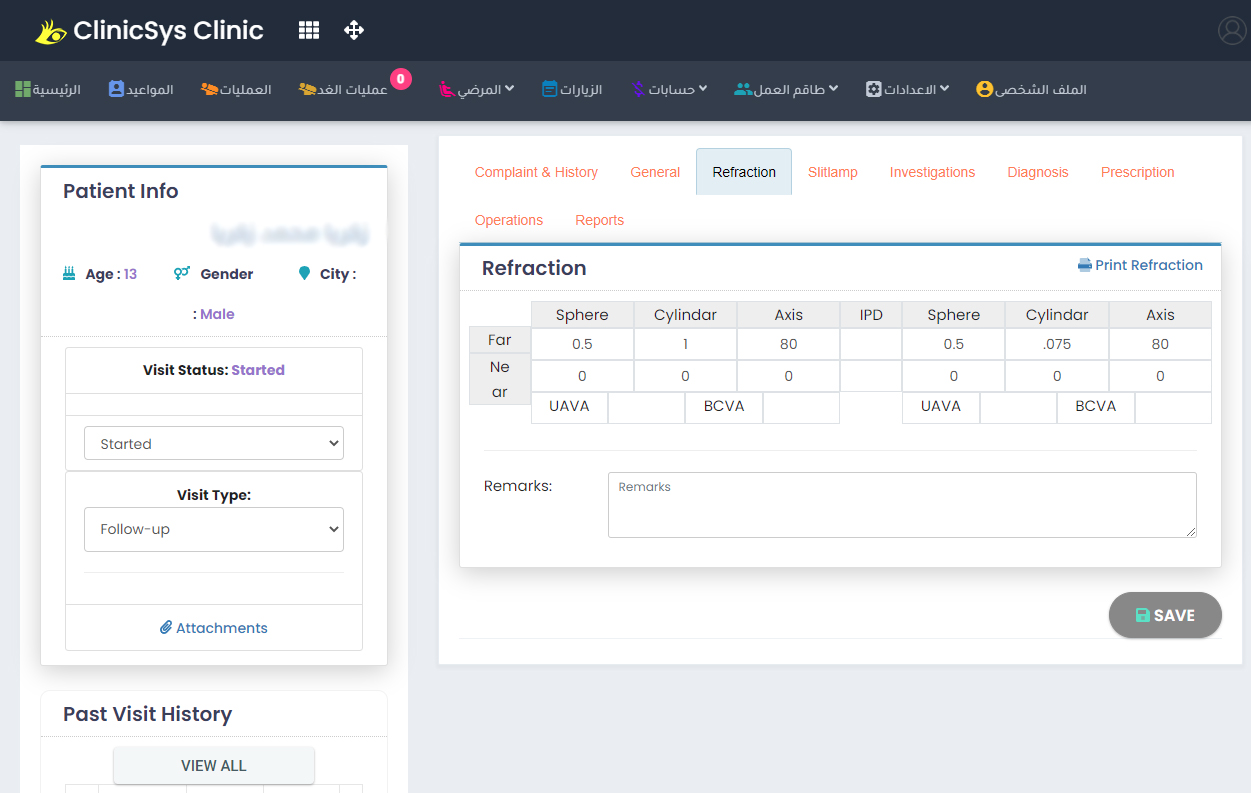 ClinicSys Clinic
الرئيسية المواعيد العمليات عمليات الغد 0 المرضي الزيارات $ حسابات طاقم العمل الاعدادات الملف الشخصى
Patient Info
Age : 13 Gender City :
: Male
Visit Status: Started
Started
Visit Type:
Follow-up
Attachments
Past Visit History
VIEW ALL
Complaint & History General Refraction Slitlamp Investigations Diagnosis Prescription
Operations Reports
Refraction Print Refraction
Sphere Cylindar Axis IPD Sphere Cylindar Axis
Far 0.5 1 80 0.5 .075 80
Ne
ar 0 0 0 0 0 0
UAVA BCVA UAVA BCVA
Remarks: Remarks
SAVE